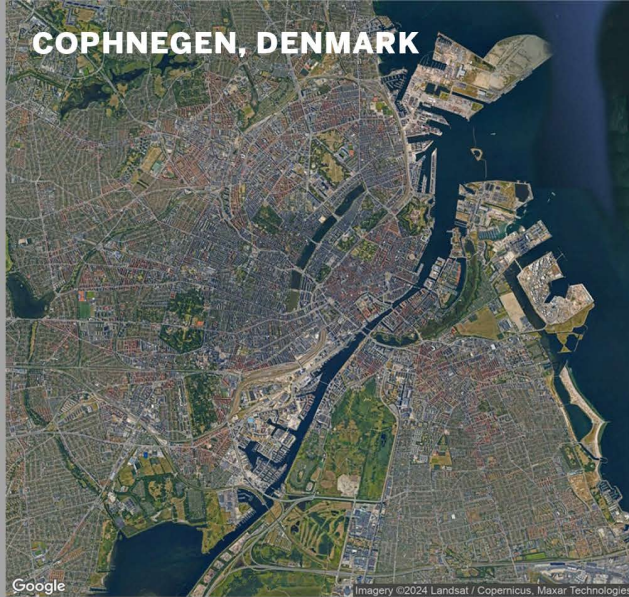 COPHNEGEN, DENMARK
Google
Imagery ©2024 Landsat / Copernicus, Maxar Technologies